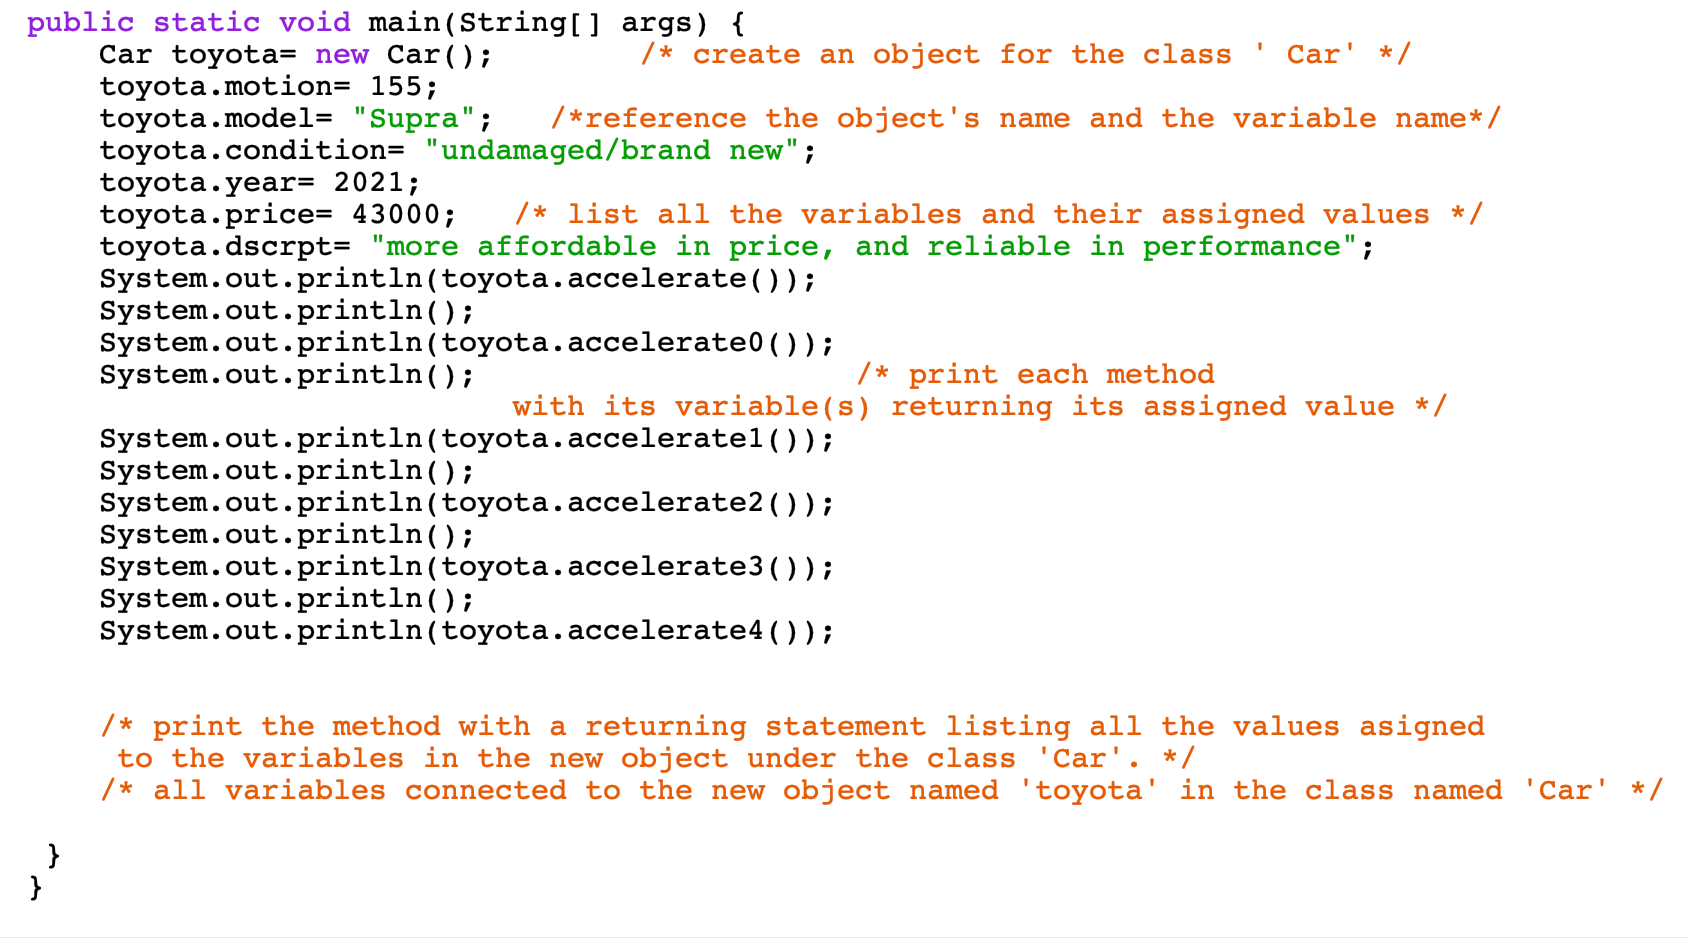 public static void main(String[] args) {
Car toyota= new Car(); /* create an object for the class ' Car' */
toyota.motion= 155;
toyota.model= "Supra"; /*reference the object's name and the variable name*/
toyota.condition= "undamaged/brand new";
toyota.year= 2021;
toyota.price= 43000; /* list all the variables and their assigned values */
toyota.dscrpt= "more affordable in price, and reliable in performance";
System.out.println(toyota.accelerate());
System.out.println();
System.out.println(toyota.accelerate0());
System.out.println(); /* print each method
with its variable(s) returning its assigned value */
System.out.println(toyota.accelerate1());
System.out.println();
System.out.println(toyota.accelerate2());
System.out.println();
System.out.println(toyota.accelerate3());
System.out.println();
System.out.println(toyota.accelerate4());
/* print the method with a returning statement listing all the values asigned
to the variables in the new object under the class 'Car'. */
/* all variables connected to the new object named 'toyota' in the class named 'Car' */
}
}